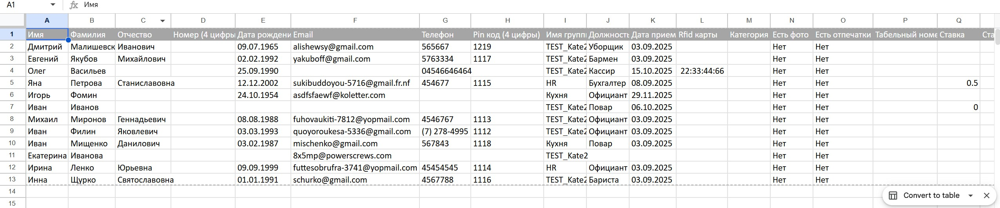 A1 Имя
A B C D E F G H I J K L M N O P Q
1 Имя Фамилия Отчество Номер (4 цифры Дата рождени Email Телефон Pin код (4 цифры) Имя групп Должность Дата прием Rfid карты Категория Есть фото Есть отпечатки Табельный номе Ставка Ста
2 Дмитрий Малишевск Иванович 09.07.1965 alishewsy@gmail.com 565667 1219 TEST_Kate2 Уборщик 03.09.2025 Нет Нет
3 Евгений Якубов Михайлович 02.02.1992 yakuboff@gmail.com 5763334 1117 TEST_Kate2 Бармен 03.09.2025 Нет Нет
4 Олег Васильев 25.09.1990 04546646464 TEST_Kate2 Кассир 15.10.2025 22:33:44:66 Нет Нет
5 Яна Петрова Станиславовна 12.12.2002 sukibuddoyou-5716@gmail.fr.nf 454677 1115 HR Бухгалтер 08.09.2025 Нет Нет 0.5
6 Игорь Фомин 24.10.1954 asdfsfaewf@koletter.com Кухня Официант 29.11.2025 Нет Нет
7 Иван Иванов TEST_Kate2 Повар 06.10.2025 Нет Нет 0
8 Михаил Миронов Геннадьевич 08.08.1988 fuhovaukiti-7812@yopmail.com 4546767 1113 TEST_Kate2 Официант 03.09.2025 Нет Нет
9 Иван Филин Яковлевич 03.03.1993 quoyoroukesa-5336@gmail.com (7) 278-4995 1112 TEST_Kate2 Официант 03.09.2025 Нет Нет
10 Иван Мищенко Данилович 03.02.1987 mischenko@gmail.com 567843 1118 Кухня Повар 03.09.2025 Нет Нет
11 Екатерина Иванова 8x5mp@powerscrews.com TEST_Kate2 Нет Нет
12 Ирина Ленко Юрьевна 09.09.1999 futtesobrufra-3741@yopmail.com 45454545 1114 HR Официант 03.09.2025 Нет Нет
13 Инна Щурко Святославовна 01.01.1991 schurko@gmail.com 4567788 1116 TEST_Kate2 Бариста 03.09.2025 Нет Нет
14
Convert to table
15